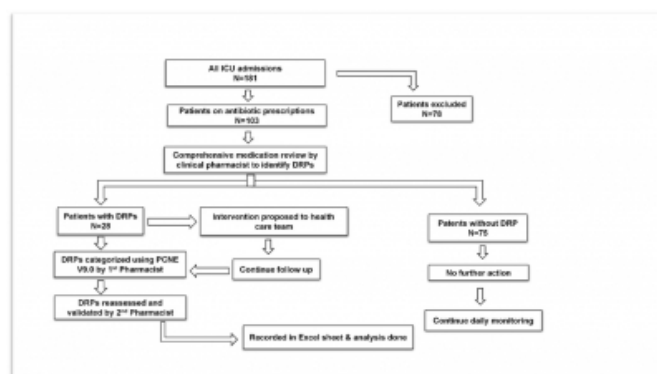 All ICU admissions
N=181
Patients excluded
N=78
Patients on antibiotic prescriptions
N=103
Comprehensive medication review by
clinical pharmacist to identify DRPs
Patients with DRPs
N=28
Intervention proposed to health
care team
Patents without DRP
N=75
DRPs categorized using PCNE
V9.0 by 1st Pharmacist
Continue follow up
No further action
DRPs reassessed and
validated by 2nd Pharmacist
Continue daily monitoring
Recorded in Excel sheet & analysis done